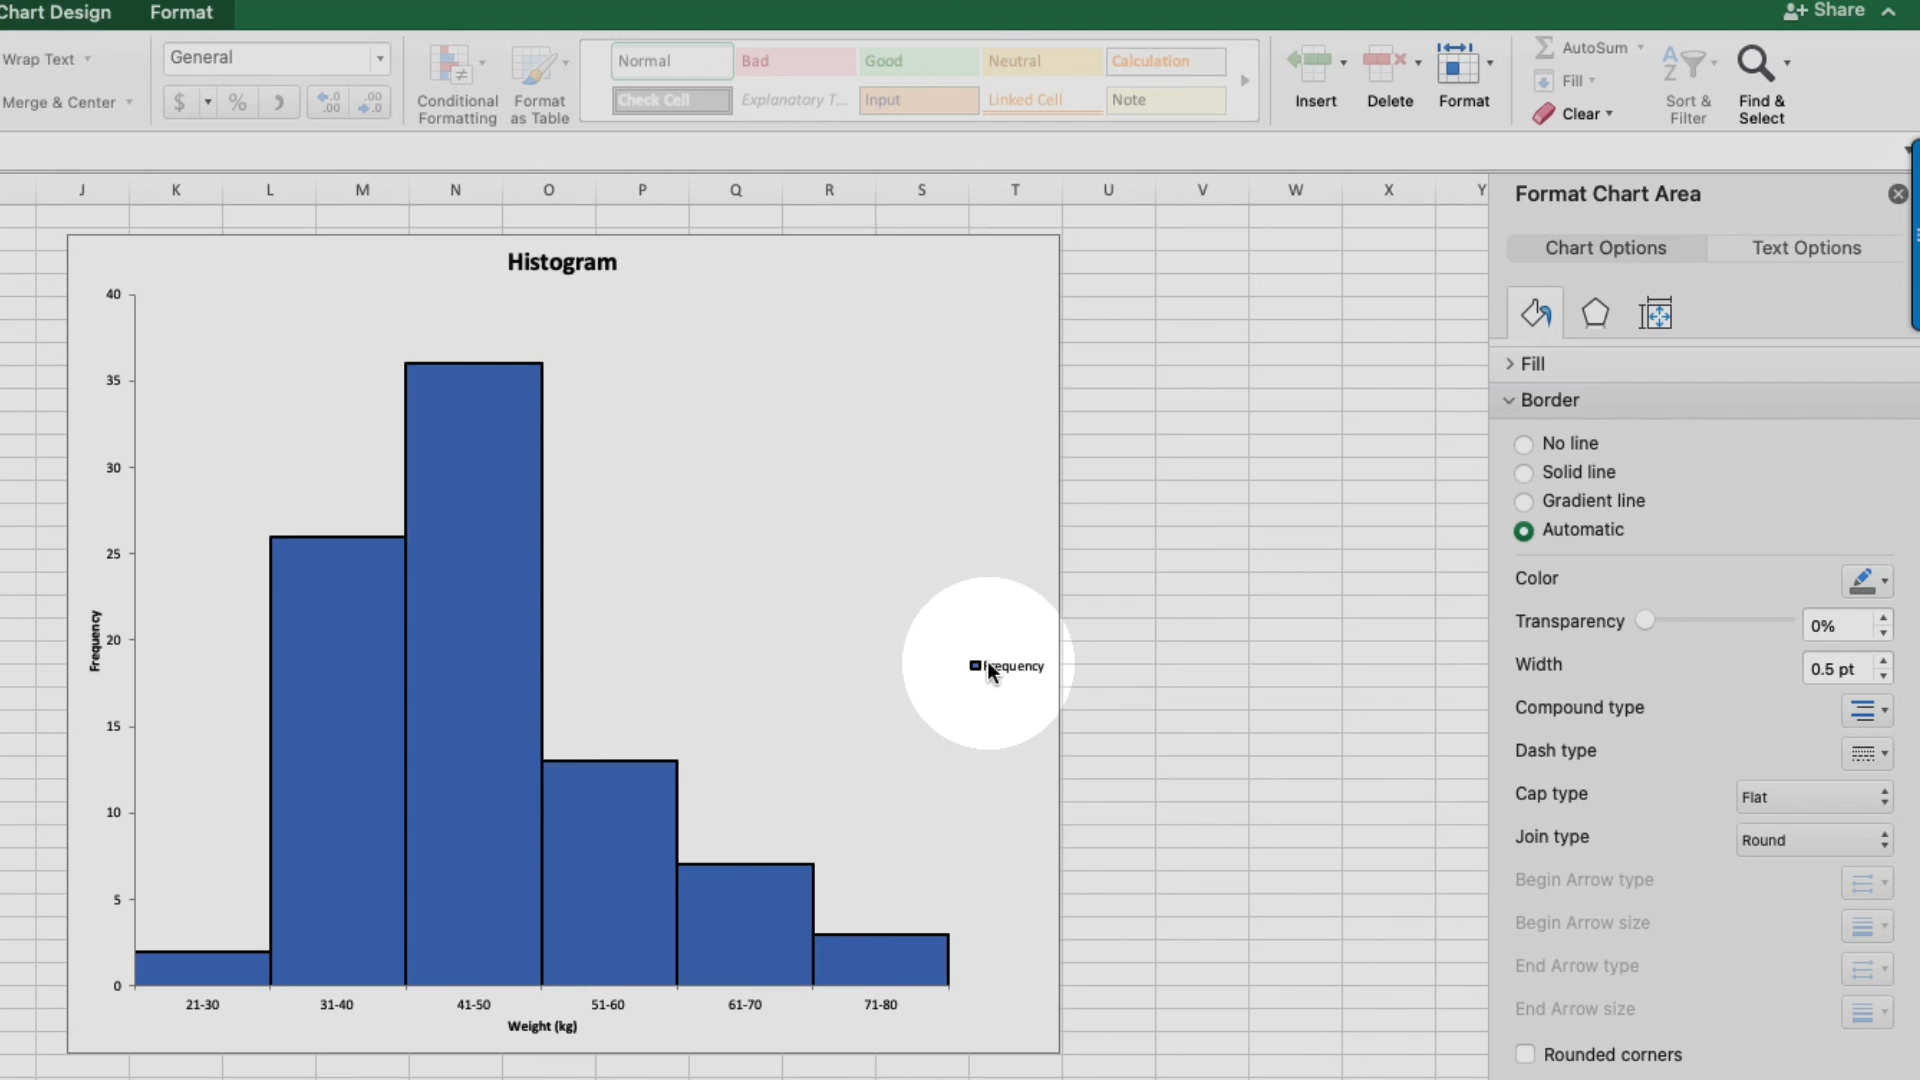 Chart Design Format Share
Wrap Text General Normal Bad Good Neutral Calculation AutoSum
Merge & Center $ % Check Cell Explanatory T... Input Linked Cell Note Fill
Conditional Formatting Format as Table Insert Delete Format Clear Sort & Filter Find & Select
J K L M N O P Q R S T U V W X Y
Histogram
40
35
30
25
20
15
10
5
0
Frequency
21-30 31-40 41-50 51-60 61-70 71-80
Weight (kg)
Format Chart Area
Chart Options Text Options
Fill
Border
No line
Solid line
Gradient line
Automatic
Color
Transparency 0%
Width 0.5 pt
Compound type
Dash type
Cap type Flat
Join type Round
Begin Arrow type
Begin Arrow size
End Arrow type
End Arrow size
Rounded corners